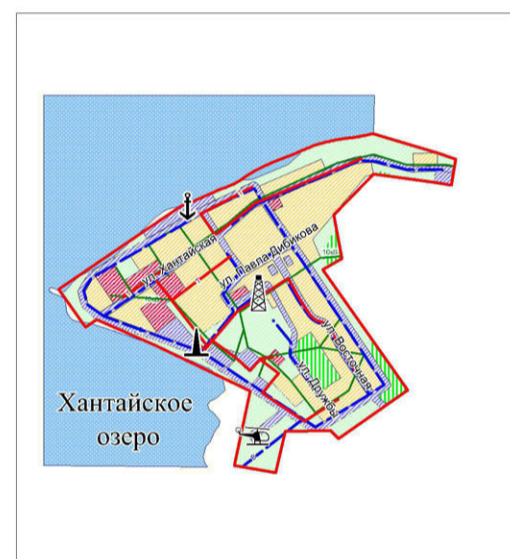 ул. Хантайская
ул. Павла Дибикова
ул. Восточная
ул. Дружбы
Хантайское
озеро